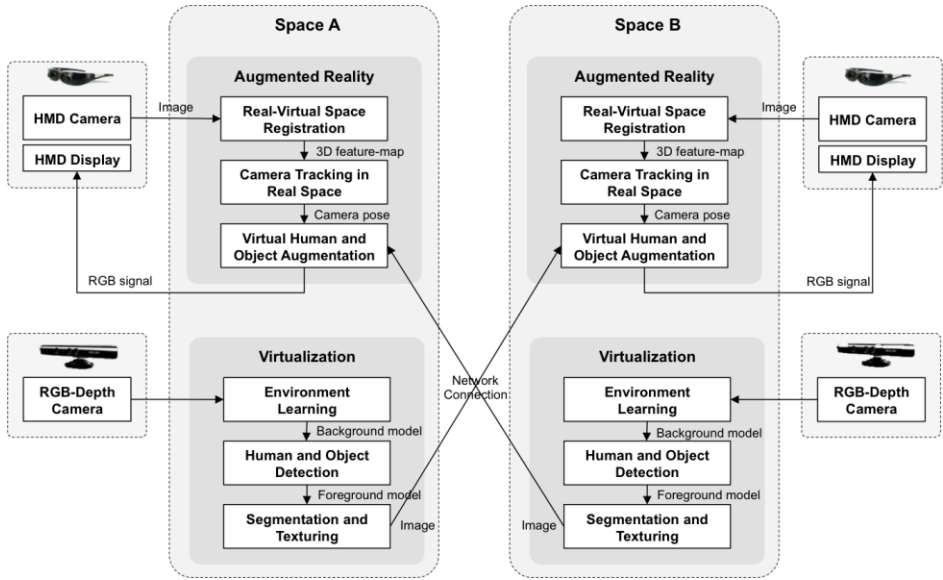 Space A
Augmented Reality
HMD Camera
HMD Display
Image
Real-Virtual Space
Registration
3D feature-map
Camera Tracking in
Real Space
Camera pose
Virtual Human and
Object Augmentation
RGB signal
Virtualization
RGB-Depth
Camera
Environment
Learning
Background model
Human and Object
Detection
Foreground model
Segmentation and
Texturing
Image
Network
Connection
Space B
Augmented Reality
Image
HMD Camera
HMD Display
Real-Virtual Space
Registration
3D feature-map
Camera Tracking in
Real Space
Camera pose
Virtual Human and
Object Augmentation
RGB signal
Virtualization
RGB-Depth
Camera
Environment
Learning
Background model
Human and Object
Detection
Foreground model
Segmentation and
Texturing
Image